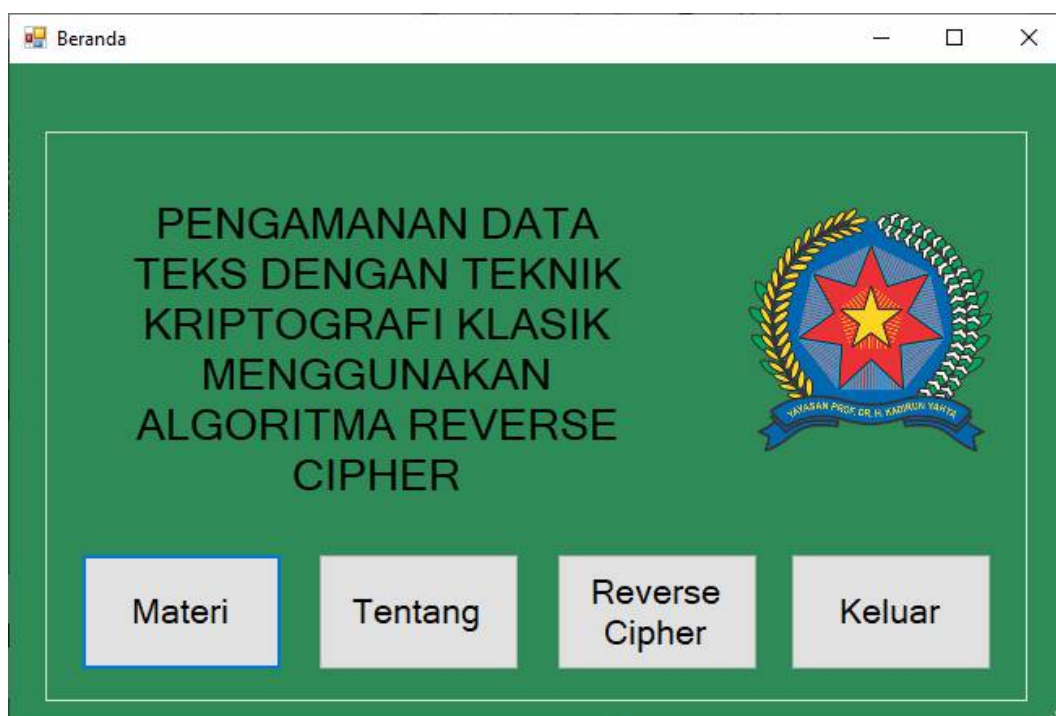 Beranda
PENGAMANAN DATA
TEKS DENGAN TEKNIK
KRIPTOGRAFI KLASIK
MENGGUNAKAN
ALGORITMA REVERSE
CIPHER
YAYASAN PROF. DR. H. KADIRUN YAHYA
Materi
Tentang
Reverse
Cipher
Keluar